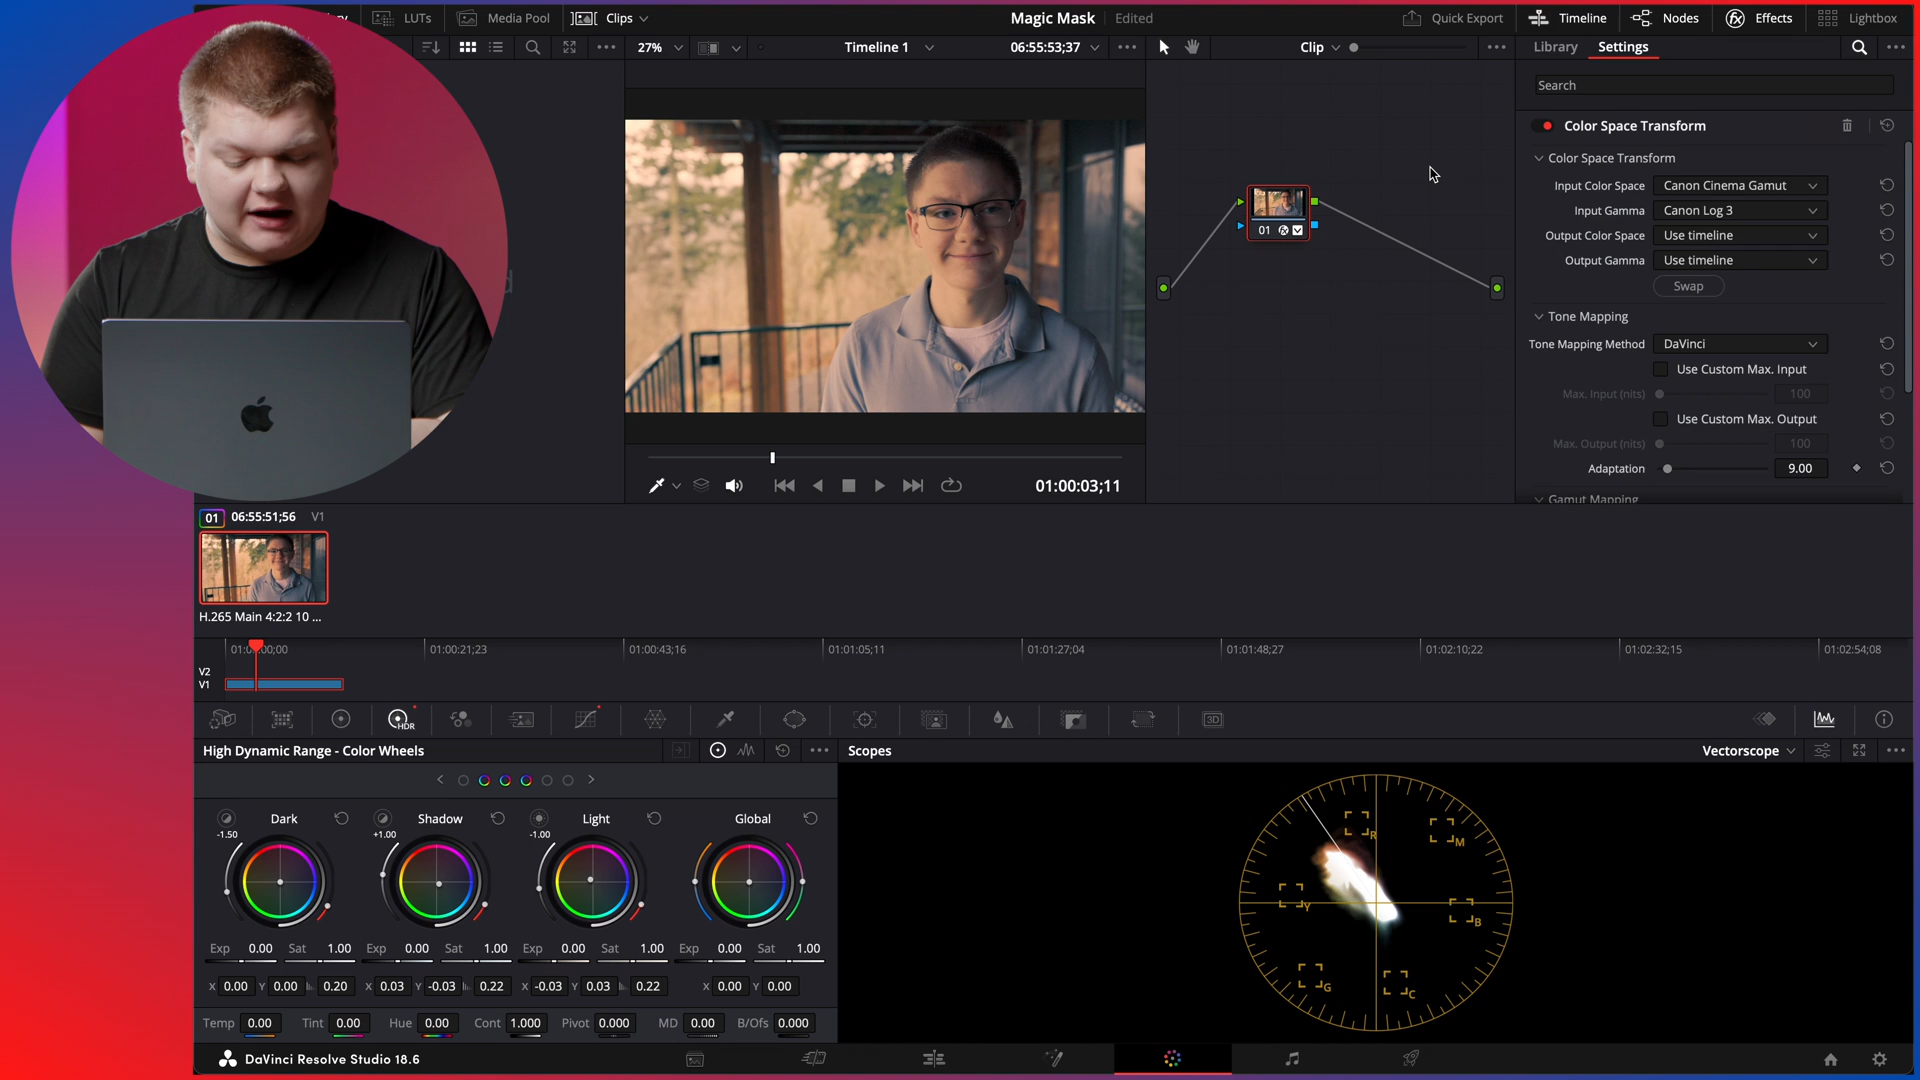 LUTs
Media Pool
Clips
Magic Mask
Edited
Quick Export
Timeline
Nodes
Effects
Lightbox
27%
Timeline 1
06:55:53;37
Clip
Library
Settings
Search
Color Space Transform
Color Space Transform
Input Color Space
Canon Cinema Gamut
Input Gamma
Canon Log 3
Output Color Space
Use timeline
Output Gamma
Use timeline
Swap
Tone Mapping
Tone Mapping Method
DaVinci
Use Custom Max. Input
Max. Input (nits)
100
Use Custom Max. Output
Max. Output (nits)
100
Adaptation
9.00
Gamut Mapping
01
01:00:03;11
01
06:55:51;56
V1
H.265 Main 4:2:2 10 ...
01:00:21;23
01:00:43;16
01:01:05;11
01:01:27;04
01:01:48;27
01:02:10;22
01:02:32;15
01:02:54;08
V2
V1
HDR
3D
High Dynamic Range - Color Wheels
Scopes
Vectorscope
Dark
Shadow
Light
Global
-1.50
+1.00
-1.00
Exp 0.00 Sat 1.00 Exp 0.00 Sat 1.00 Exp 0.00 Sat 1.00 Exp 0.00 Sat 1.00
X 0.00 Y 0.00 0.20 X 0.03 Y -0.03 0.22 X -0.03 Y 0.03 0.22 X 0.00 Y 0.00
Temp 0.00 Tint 0.00 Hue 0.00 Cont 1.000 Pivot 0.000 MD 0.00 B/Ofs 0.000
R
M
Y
B
G
C
DaVinci Resolve Studio 18.6